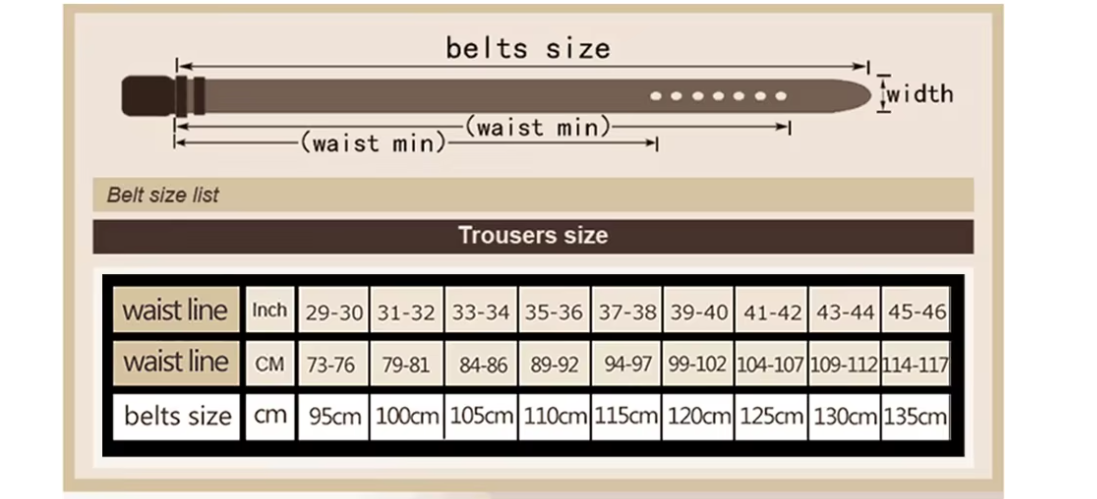 belts size
width
(waist min)
(waist min)
Belt size list
Trousers size
waist line Inch 29-30 31-32 33-34 35-36 37-38 39-40 41-42 43-44 45-46
waist line CM 73-76 79-81 84-86 89-92 94-97 99-102 104-107 109-112 114-117
belts size cm 95cm 100cm 105cm 110cm 115cm 120cm 125cm 130cm 135cm